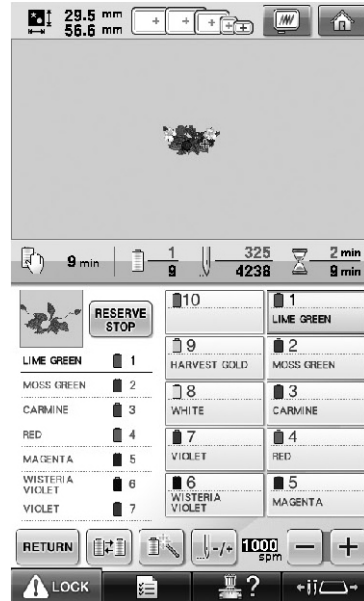 29.5 mm
56.6 mm
9 min
1
9
325
4238
2 min
9 min
RESERVE
STOP
LIME GREEN 1
MOSS GREEN 2
CARMINE 3
RED 4
MAGENTA 5
WISTERIA
VIOLET 6
VIOLET 7
10
1
LIME GREEN
9
HARVEST GOLD
2
MOSS GREEN
8
WHITE
3
CARMINE
7
VIOLET
4
RED
6
WISTERIA
VIOLET
5
MAGENTA
RETURN
-/+
1000
spm
−
+
LOCK
?